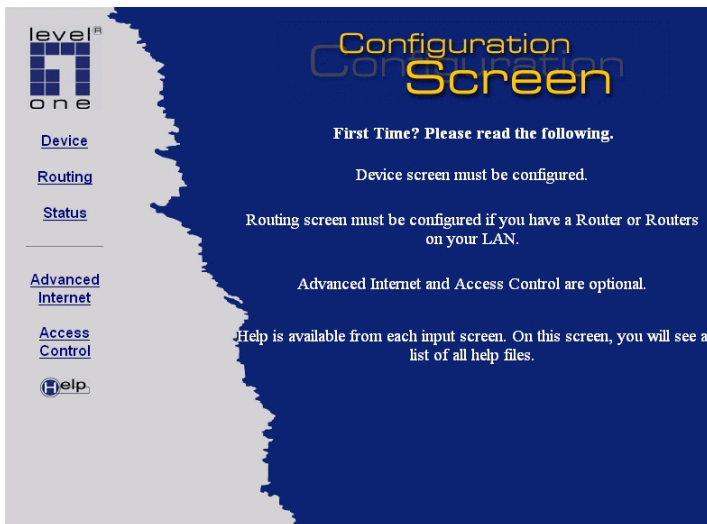 level®
one
Device
Routing
Status
Advanced
Internet
Access
Control
Help
Configuration
Configuration
Screen
First Time? Please read the following.
Device screen must be configured.
Routing screen must be configured if you have a Router or Routers
on your LAN.
Advanced Internet and Access Control are optional.
Help is available from each input screen. On this screen, you will see a
list of all help files.